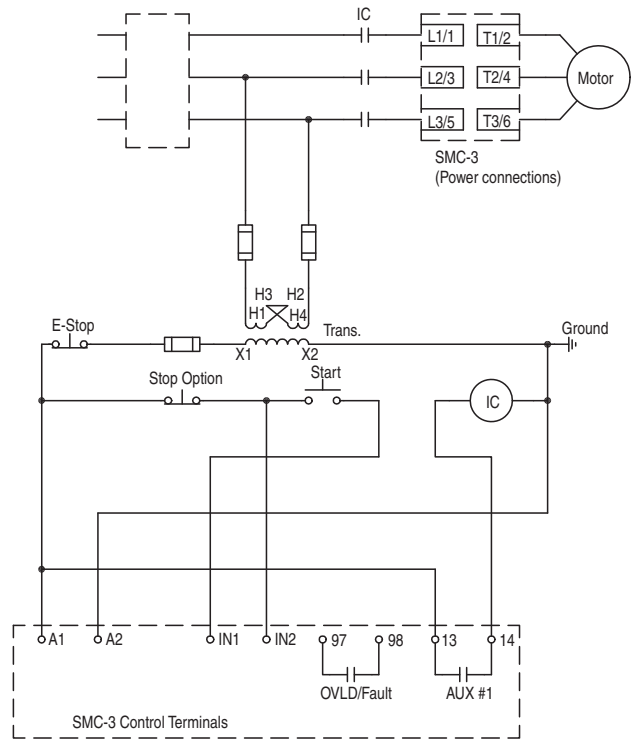 IC
L1/1 T1/2
L2/3 T2/4
Motor
L3/5 T3/6
SMC-3
(Power connections)
H3 H2
H1 H4
E-Stop
Trans.
Ground
X1 X2
Stop Option
Start
IC
A1 A2 IN1 IN2 97 98 13 14
OVLD/Fault AUX #1
SMC-3 Control Terminals